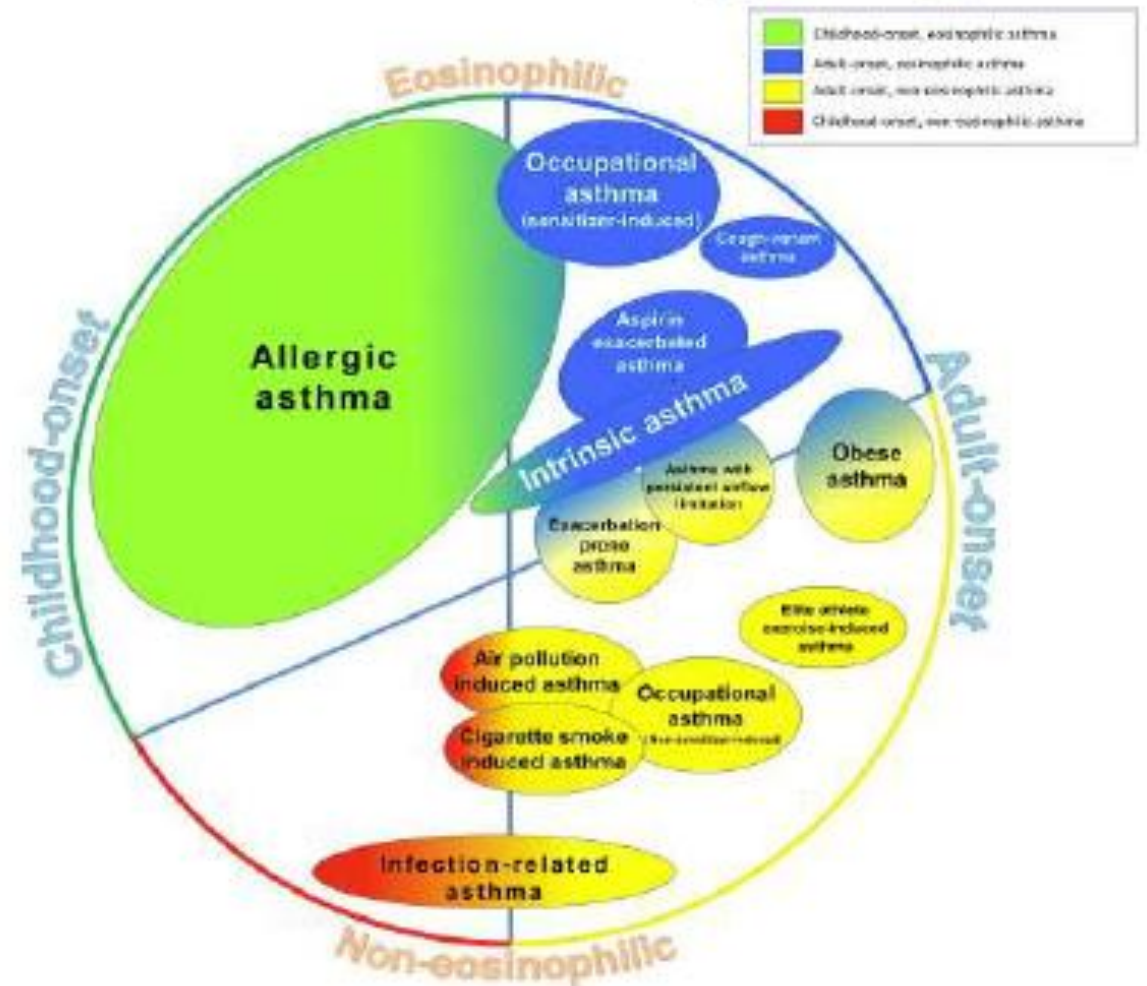 Childhood-onset, eosinophilic asthma
Adult-onset, eosinophilic asthma
Adult-onset, non-eosinophilic asthma
Childhood-onset, non-eosinophilic asthma
Eosinophilic
Childhood-onset
Adult-onset
Non-eosinophilic
Occupational
asthma
(sensitizer-induced)
Cough-variant
asthma
Allergic
asthma
Aspirin
exacerbated
asthma
Intrinsic asthma
Asthma with
persistent airflow
limitation
Obese
asthma
Exacerbation
prone
asthma
Elite athlete
exercise-induced
asthma
Air pollution
induced asthma
Occupational
asthma
Cigarette smoke
induced asthma
Infection-related
asthma